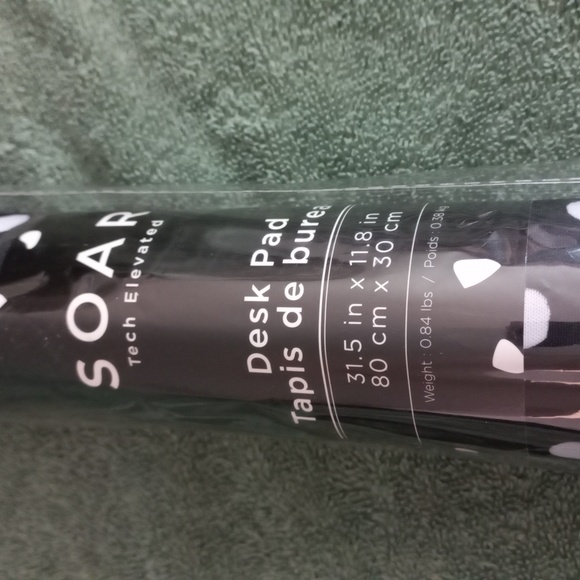 SOAR
Tech Elevated
Desk Pad
Tapis de burea
31.5 in x 11.8 in
80 cm x 30 cm
Weight : 0.84 lbs / Poids : 0.38 kg